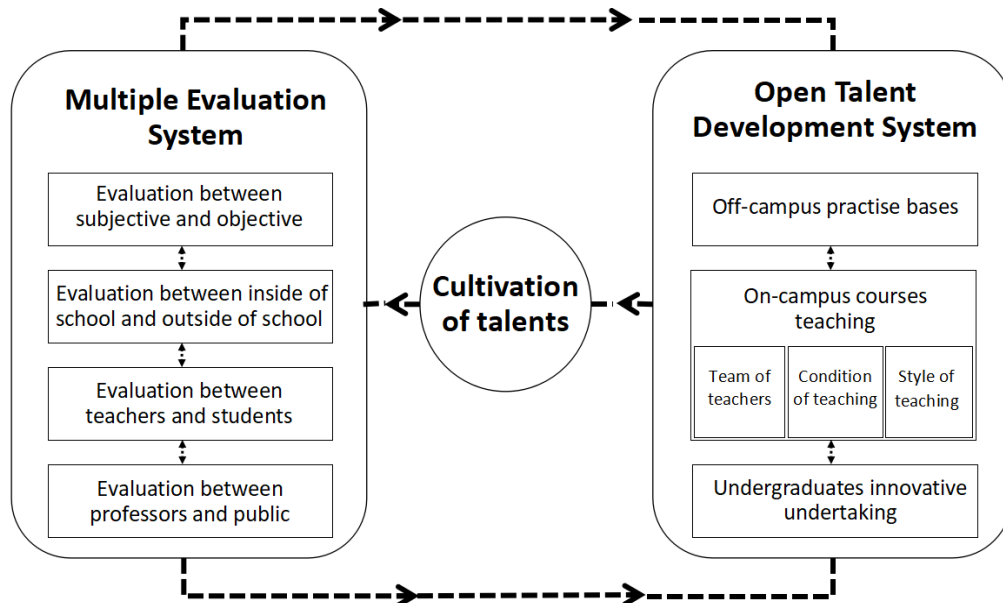 Multiple Evaluation
System
Evaluation between
subjective and objective
Evaluation between inside of
school and outside of school
Evaluation between
teachers and students
Evaluation between
professors and public
Cultivation
of talents
Open Talent
Development System
Off-campus practise bases
On-campus courses
teaching
Team of
teachers
Condition
of teaching
Style of
teaching
Undergraduates innovative
undertaking